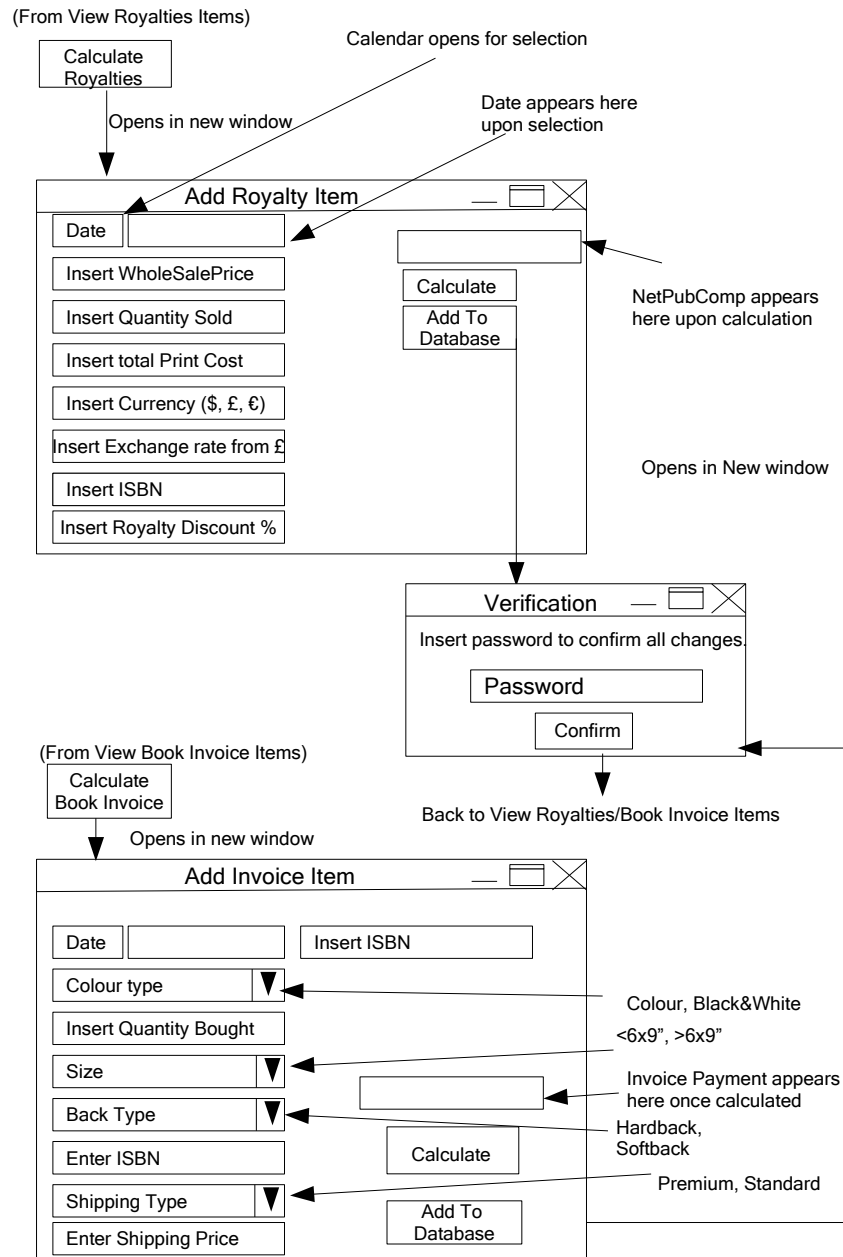 (From View Royalties Items)
Calculate
Royalties
Calendar opens for selection
Opens in new window
Date appears here
upon selection
Add Royalty Item
Date
Insert WholeSalePrice
Insert Quantity Sold
Insert total Print Cost
Insert Currency ($, £, €)
Insert Exchange rate from £
Insert ISBN
Insert Royalty Discount %
Calculate
Add To
Database
NetPubComp appears
here upon calculation
Opens in New window
Verification
Insert password to confirm all changes.
Password
Confirm
Back to View Royalties/Book Invoice Items
(From View Book Invoice Items)
Calculate
Book Invoice
Opens in new window
Add Invoice Item
Date
Insert ISBN
Colour type
Insert Quantity Bought
Size
Back Type
Enter ISBN
Shipping Type
Enter Shipping Price
Calculate
Add To
Database
Colour, Black&White
<6x9”, >6x9”
Invoice Payment appears
here once calculated
Hardback,
Softback
Premium, Standard